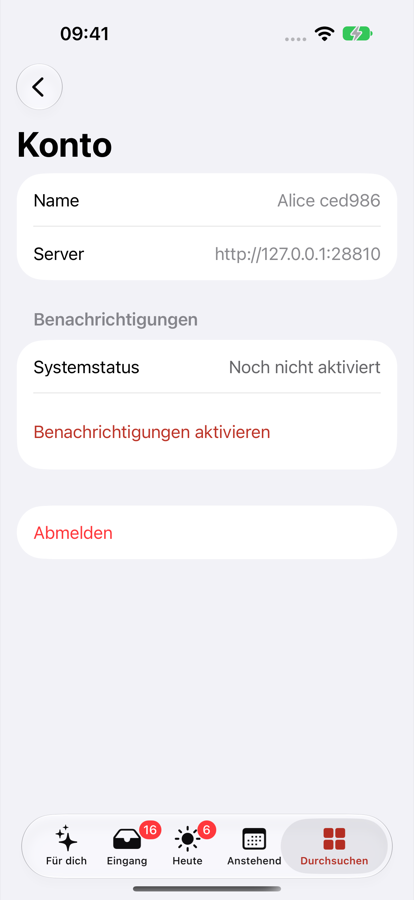 09:41
Konto
Name
Alice ced986
Server
http://127.0.0.1:28810
Benachrichtigungen
Systemstatus
Noch nicht aktiviert
Benachrichtigungen aktivieren
Abmelden
16
6
Für dich
Eingang
Heute
Anstehend
Durchsuchen